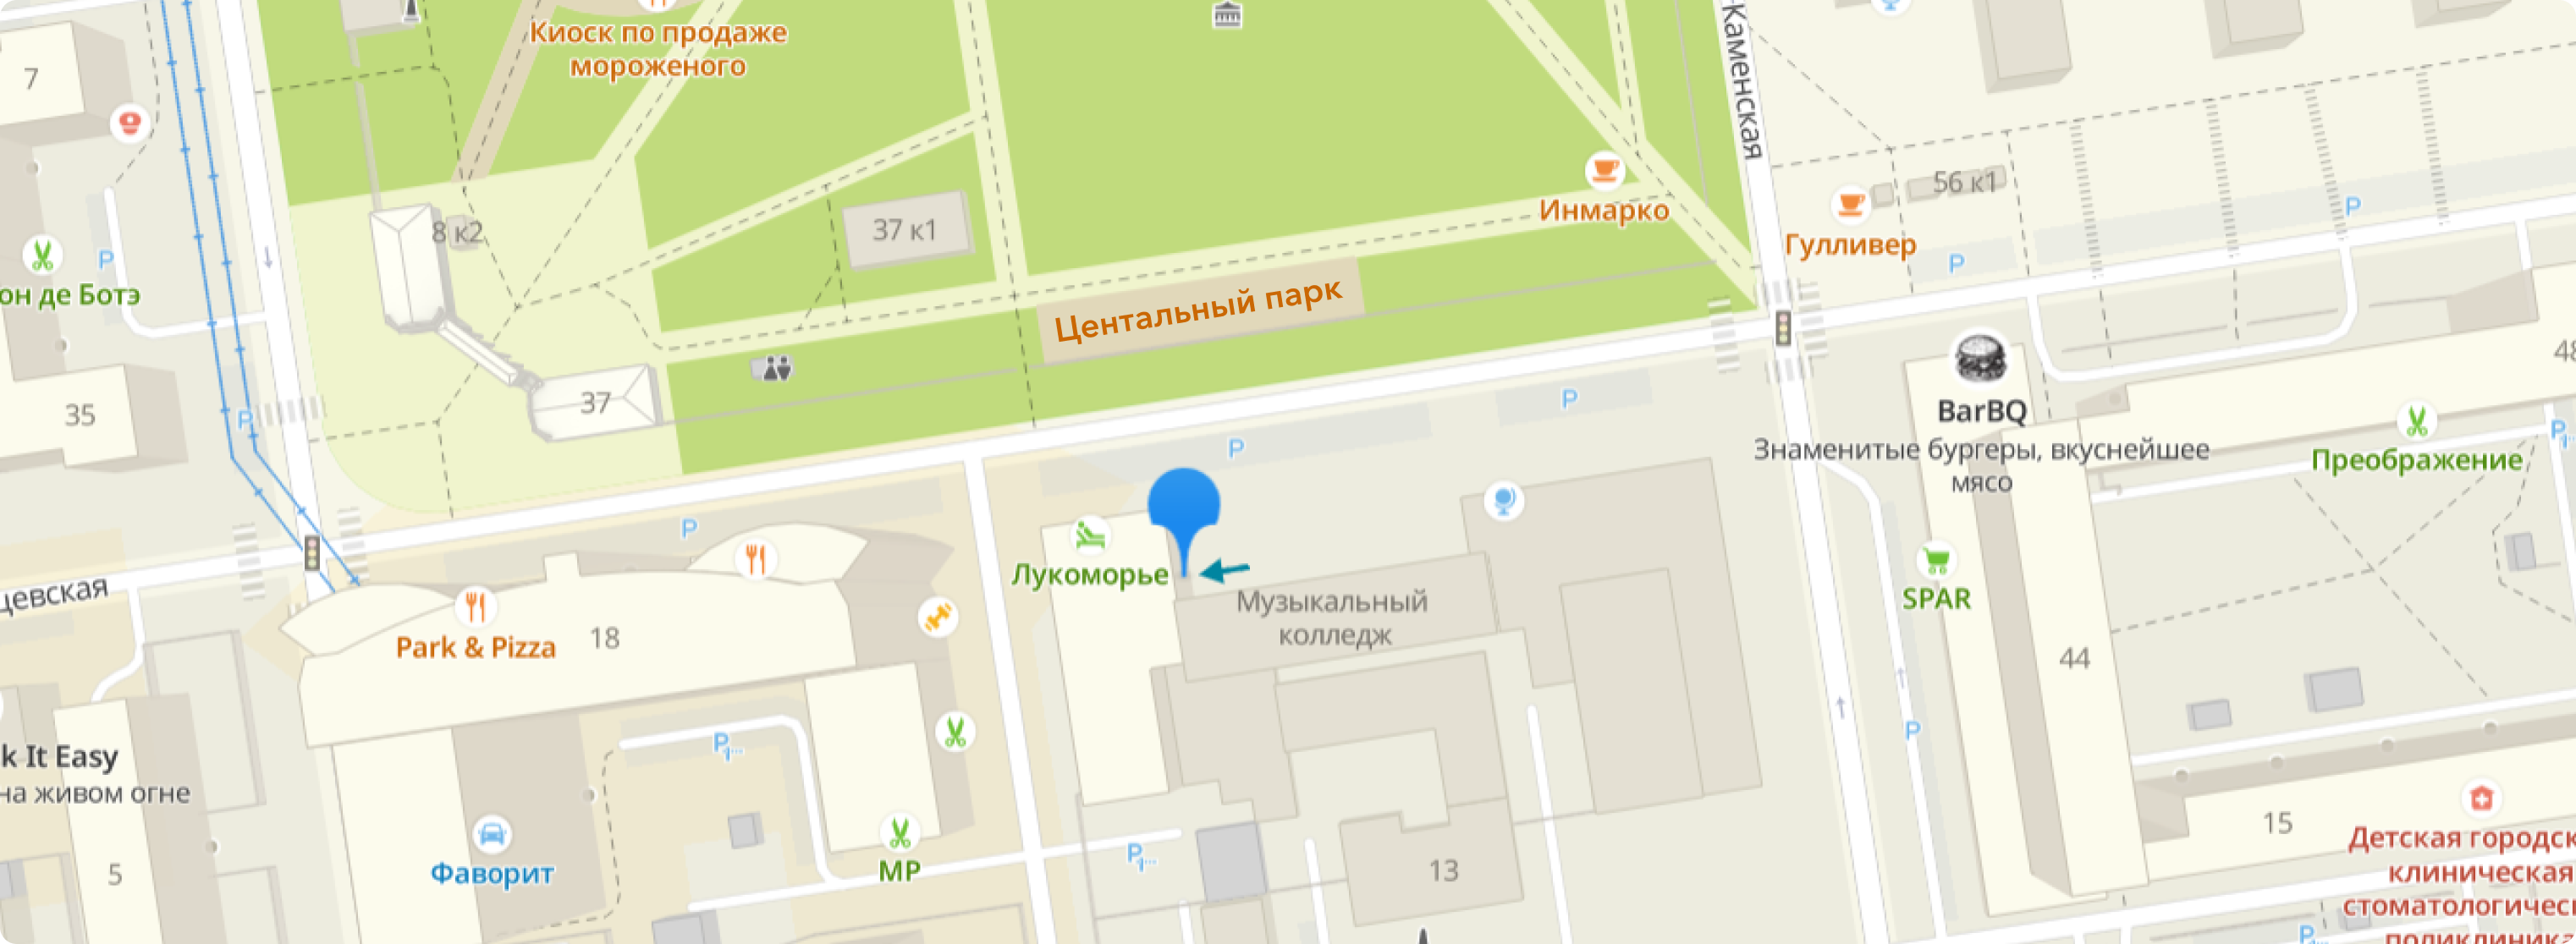 Киоск по продаже
мороженого
Каменская
7
8 к2
37 к1
Инмарко
56 к1
Гулливер
P
P
P
он де Ботэ
Центальный парк
35
P
37
P
P
48
BarBQ
Знаменитые бургеры, вкуснейшее
мясо
Преображение
P
P
Лукоморье
Музыкальный
колледж
SPAR
цевская
Park & Pizza
18
44
k It Easy
на живом огне
P
P
5
Фаворит
МР
P
13
15
Детская городск
клиническая
стоматологичес
поликлиника
P